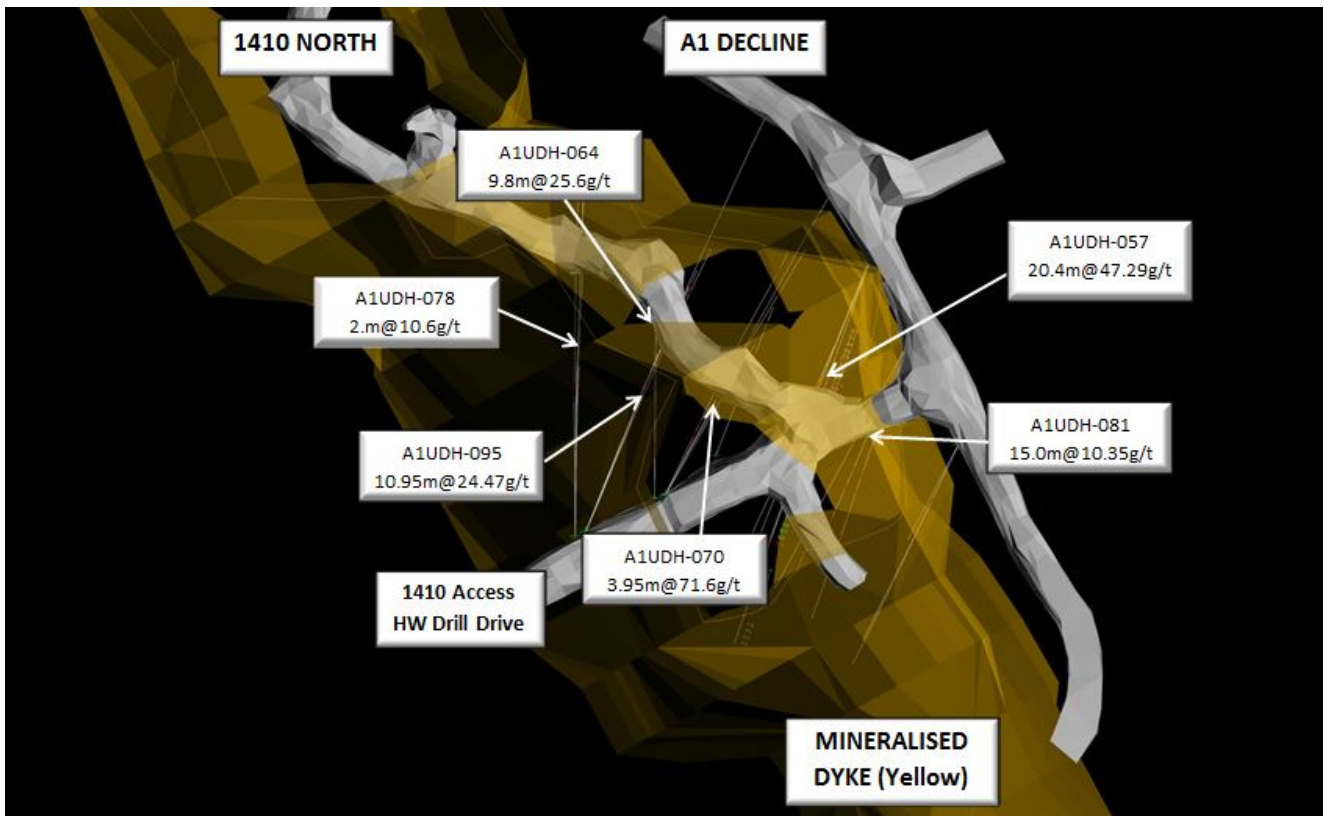 1410 NORTH
A1 DECLINE
A1UDH-064
9.8m@25.6g/t
A1UDH-057
20.4m@47.29g/t
A1UDH-078
2.m@10.6g/t
A1UDH-081
15.0m@10.35g/t
A1UDH-095
10.95m@24.47g/t
A1UDH-070
3.95m@71.6g/t
1410 Access
HW Drill Drive
MINERALISED
DYKE (Yellow)